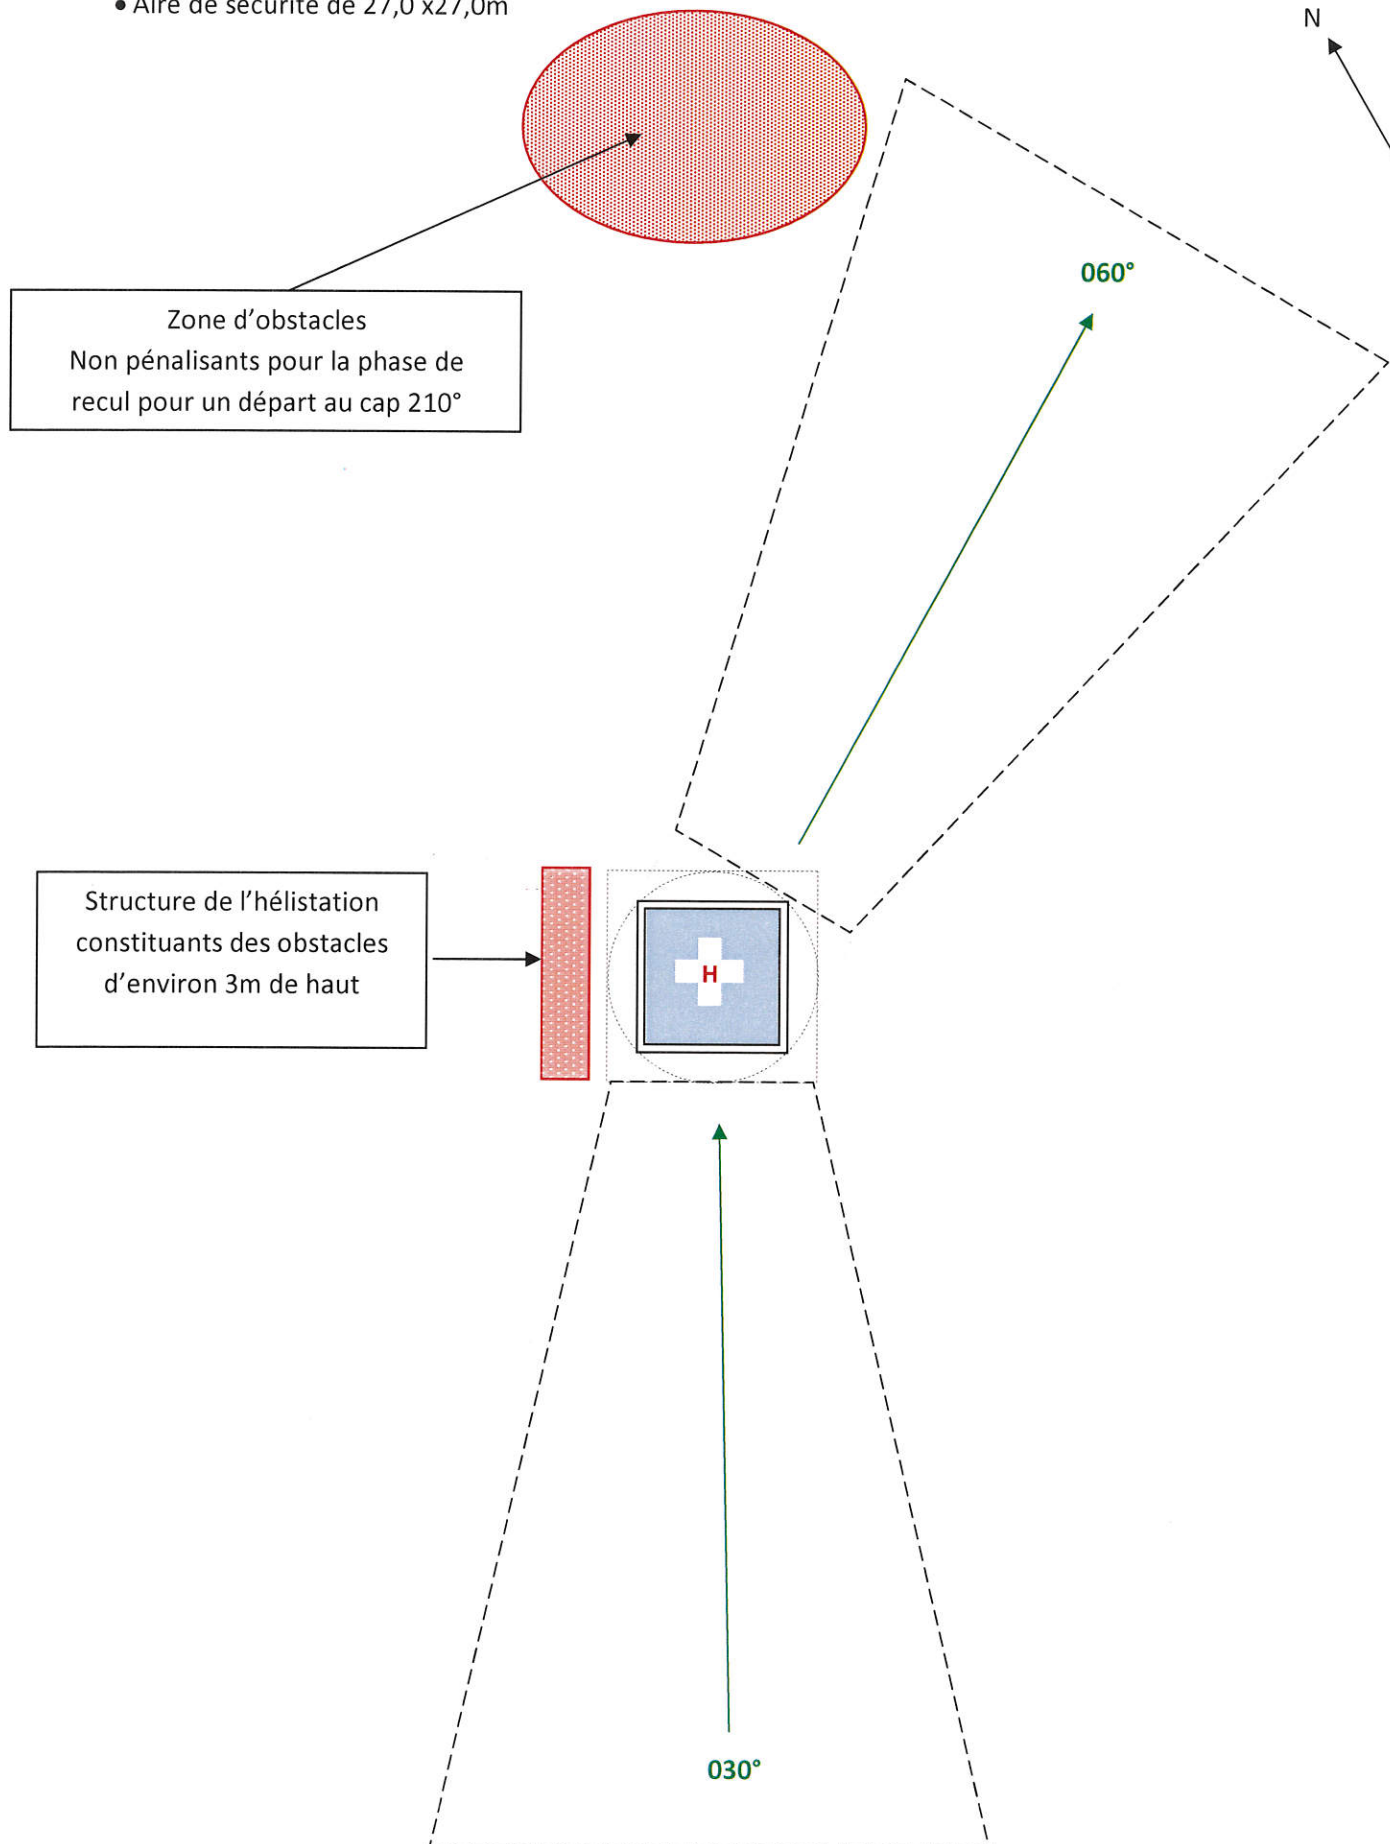 • Aire de sécurité de 27,0 x27,0m
N
060°
Zone d'obstacles
Non pénalisants pour la phase de
recul pour un départ au cap 210°
Structure de l'hélistation
constituants des obstacles
d'environ 3m de haut
H
030°